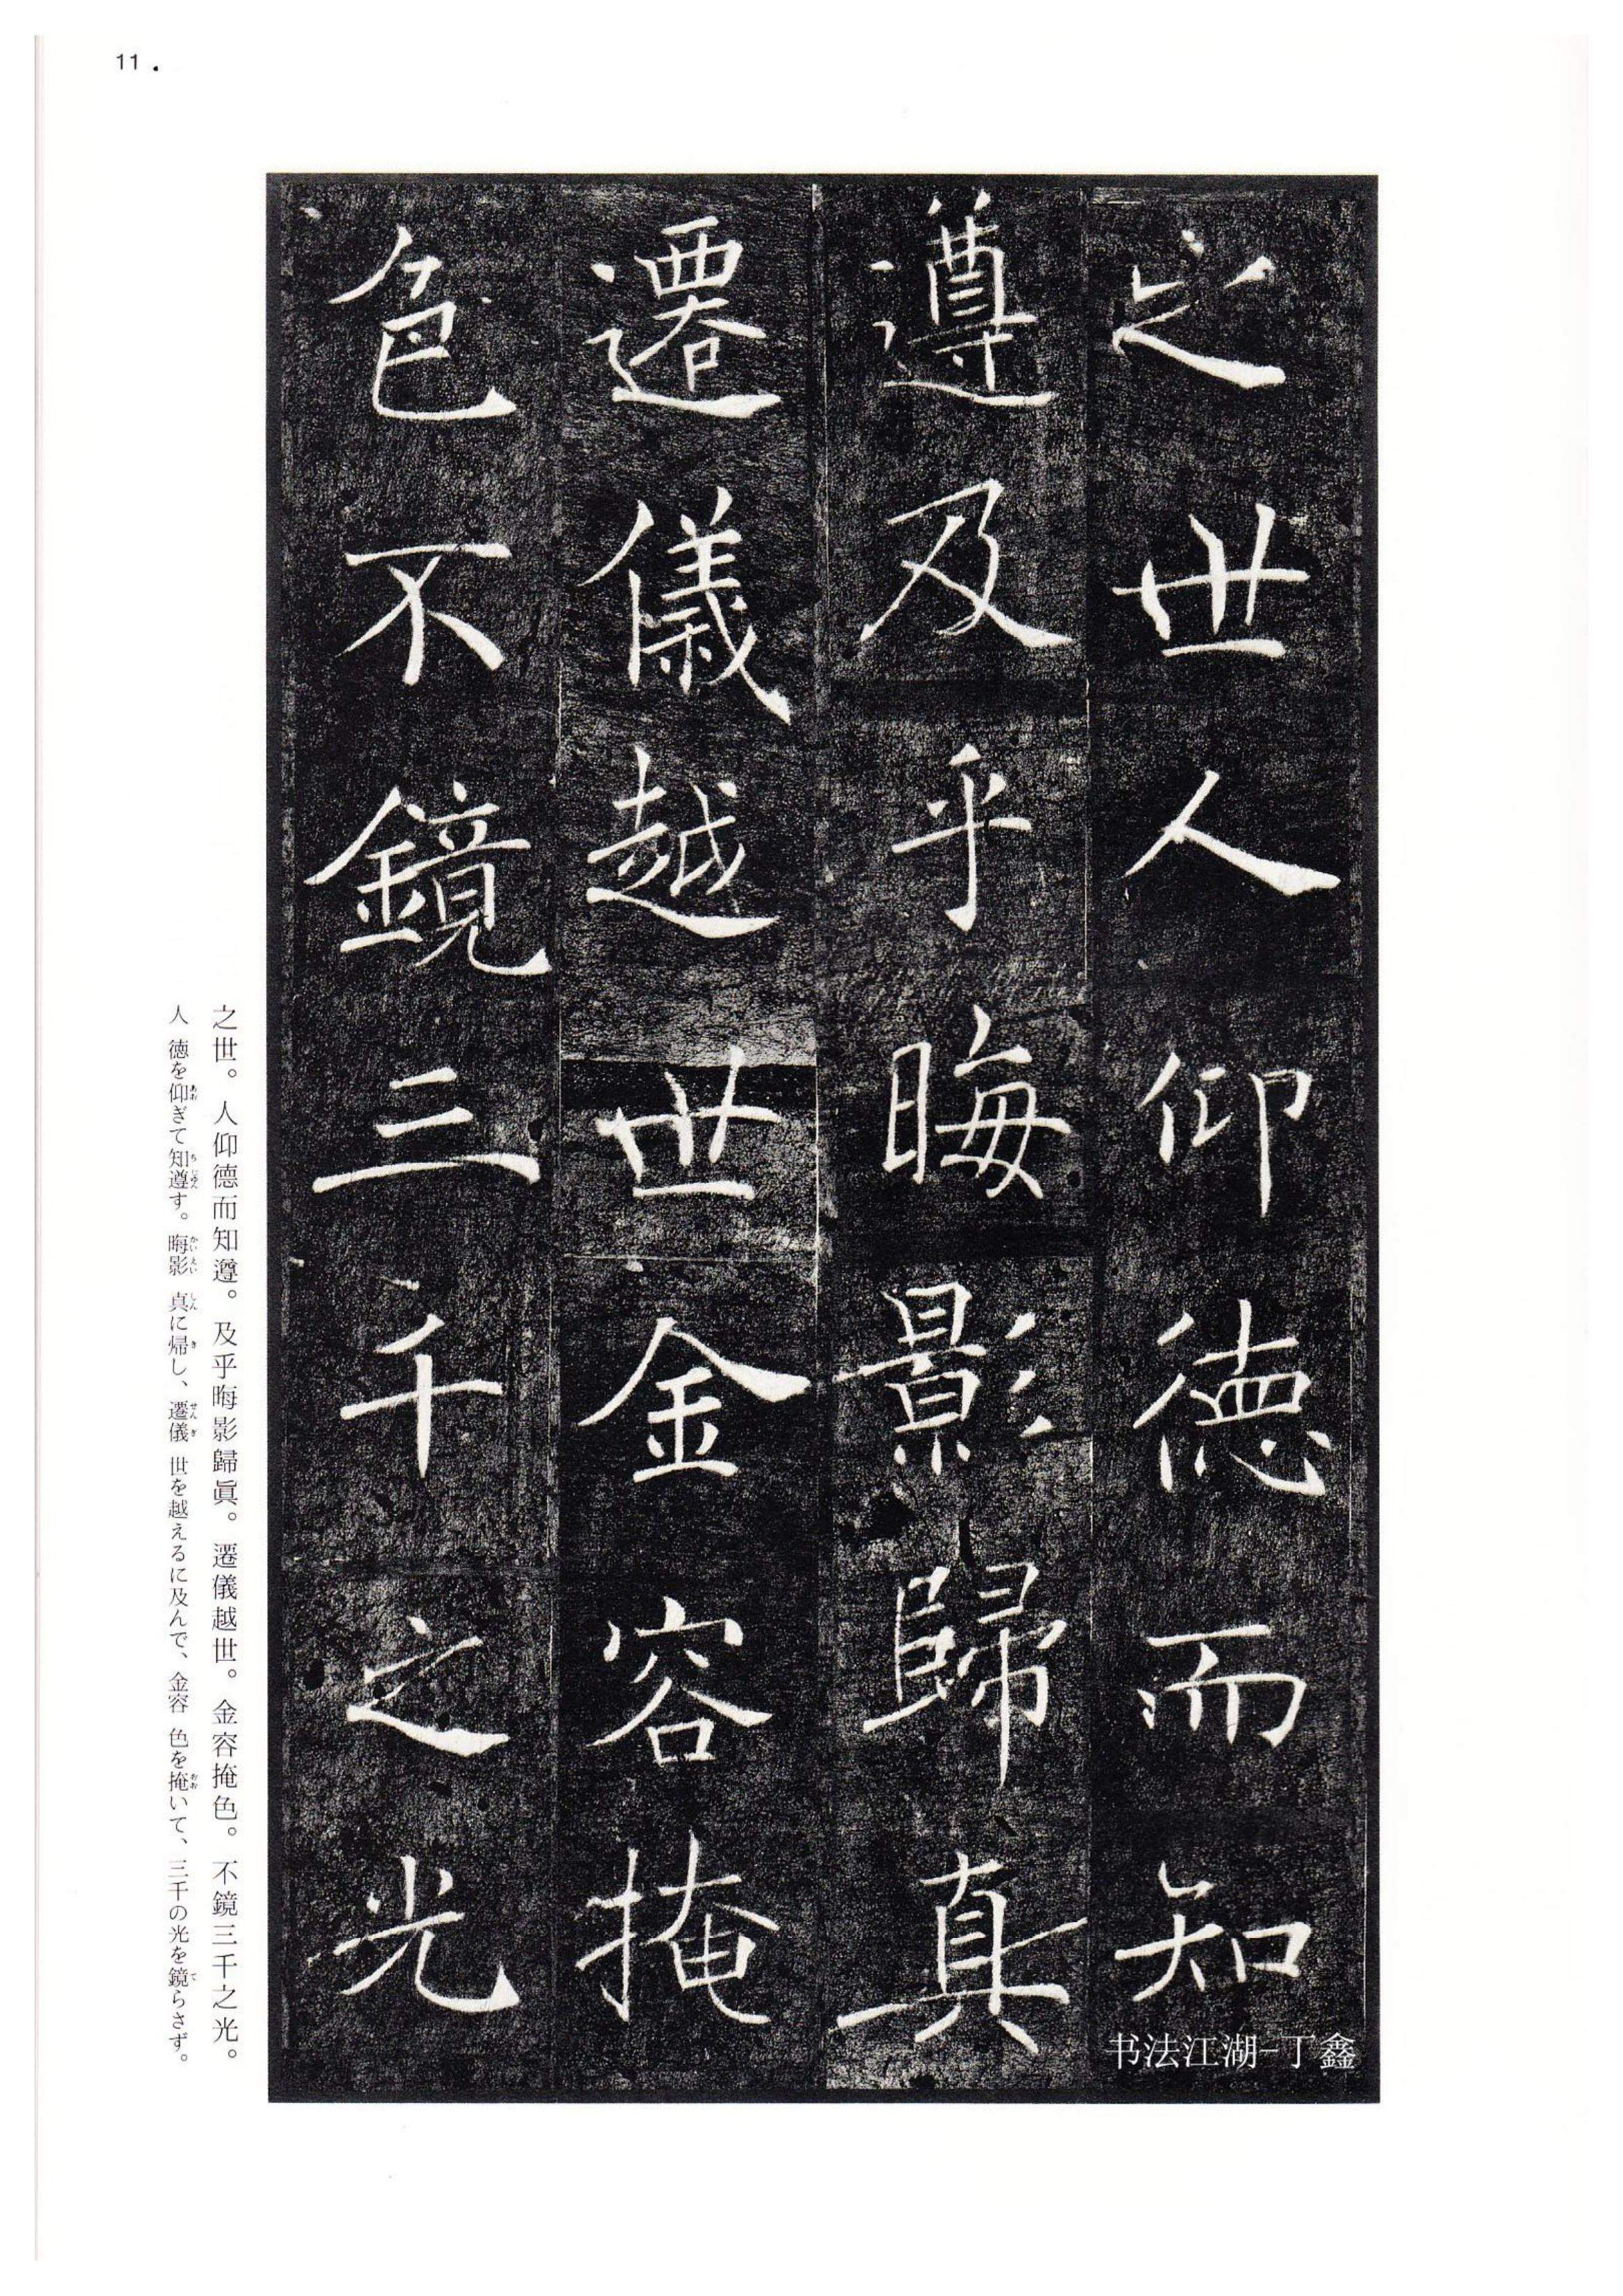 11.
之世人仰德而知
遵及乎晦影歸真
遷儀越世金容掩
色不鏡三千之光
书法江湖-丁鑫
之世。人仰德而知遵。及乎晦影歸眞。遷儀越世。金容掩色。不鏡三千之光。
人 徳を仰ぎて知遵す。晦影 真に帰し、遷儀 世を越えるに及んで、金容 色を掩いて、三千の光を鏡らさず。